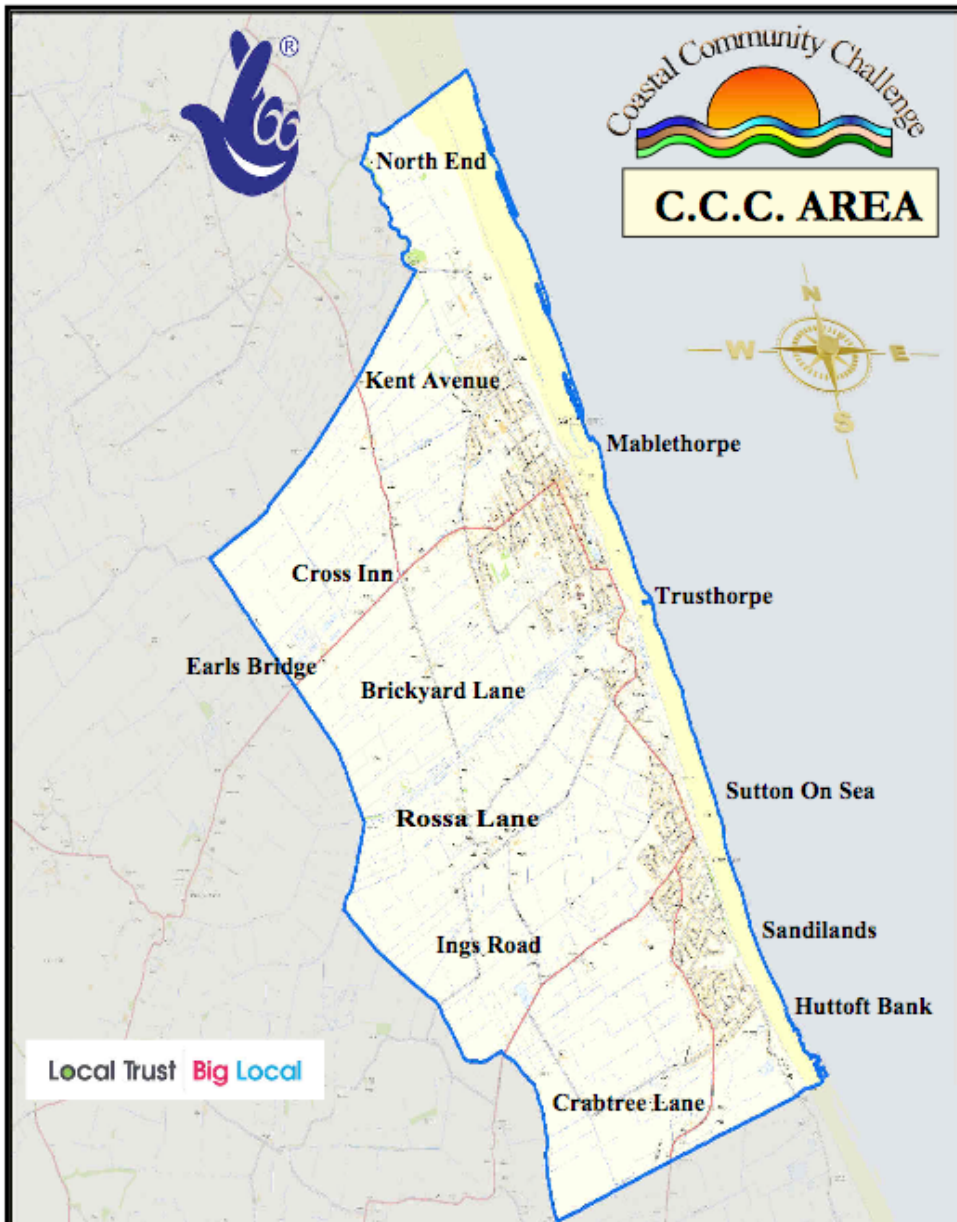 ®
Coastal Community Challenge
C.C.C. AREA
North End
N
W
E
S
Kent Avenue
Mablethorpe
Cross Inn
Trusthorpe
Earls Bridge
Brickyard Lane
Sutton On Sea
Rossa Lane
Sandilands
Ings Road
Huttoft Bank
Local Trust Big Local
Crabtree Lane